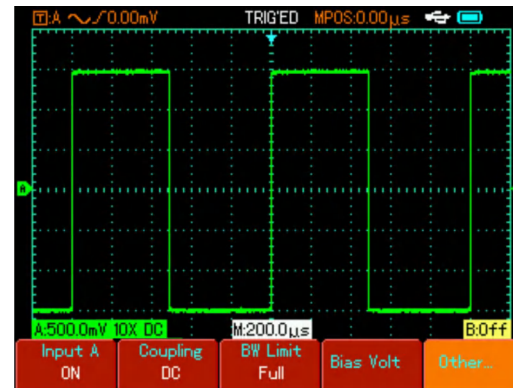 T:A 0.00mV TRIG'ED MPOS:0.00μs
A
A:500.0mV 10X DC M:200.0μs B:Off
Input A Coupling BW Limit Bias Volt Other...
ON DC Full